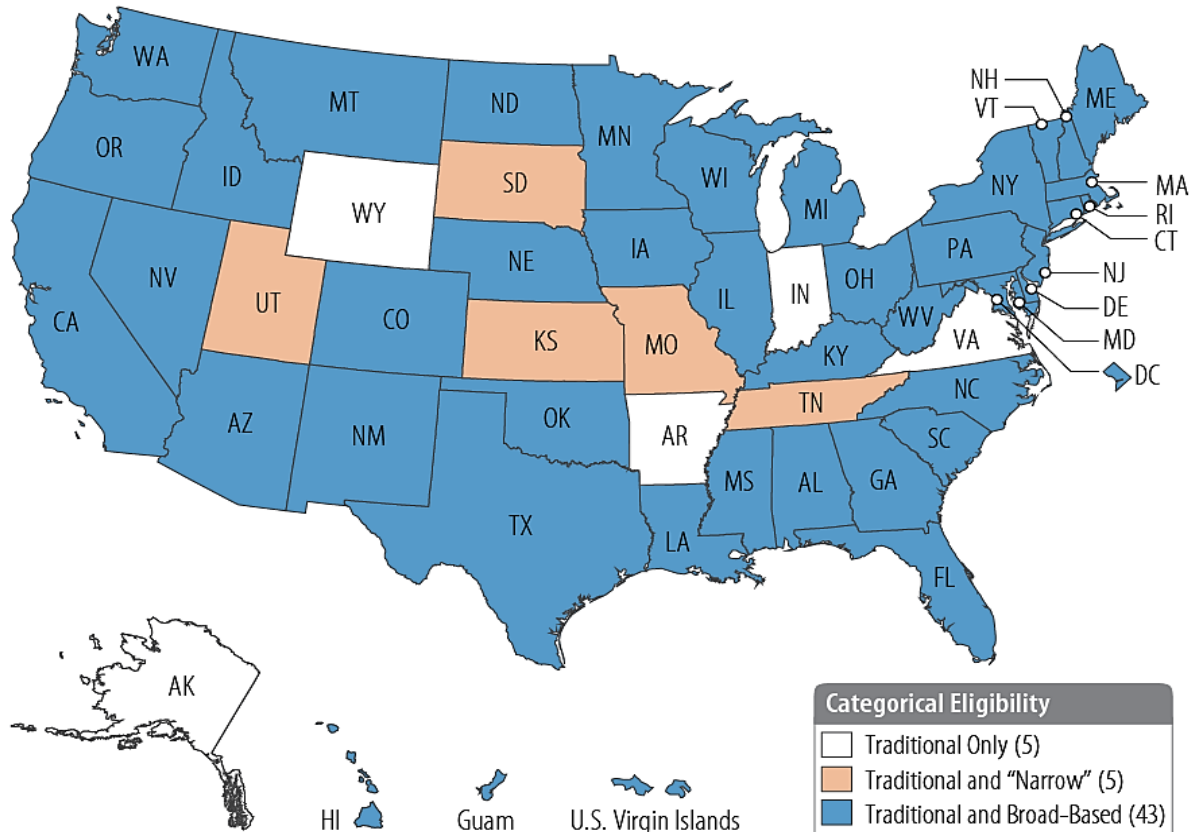 WA
MT
ND
MN
NH
VT
ME
OR
ID
WY
SD
WI
MI
NY
MA
RI
CT
NV
UT
CO
NE
IA
IL
IN
OH
PA
NJ
DE
MD
DC
CA
KS
MO
KY
WV
VA
AZ
NM
OK
AR
TN
NC
SC
TX
LA
MS
AL
GA
FL
AK
HI
Guam
U.S. Virgin Islands
Categorical Eligibility
Traditional Only (5)
Traditional and “Narrow” (5)
Traditional and Broad-Based (43)